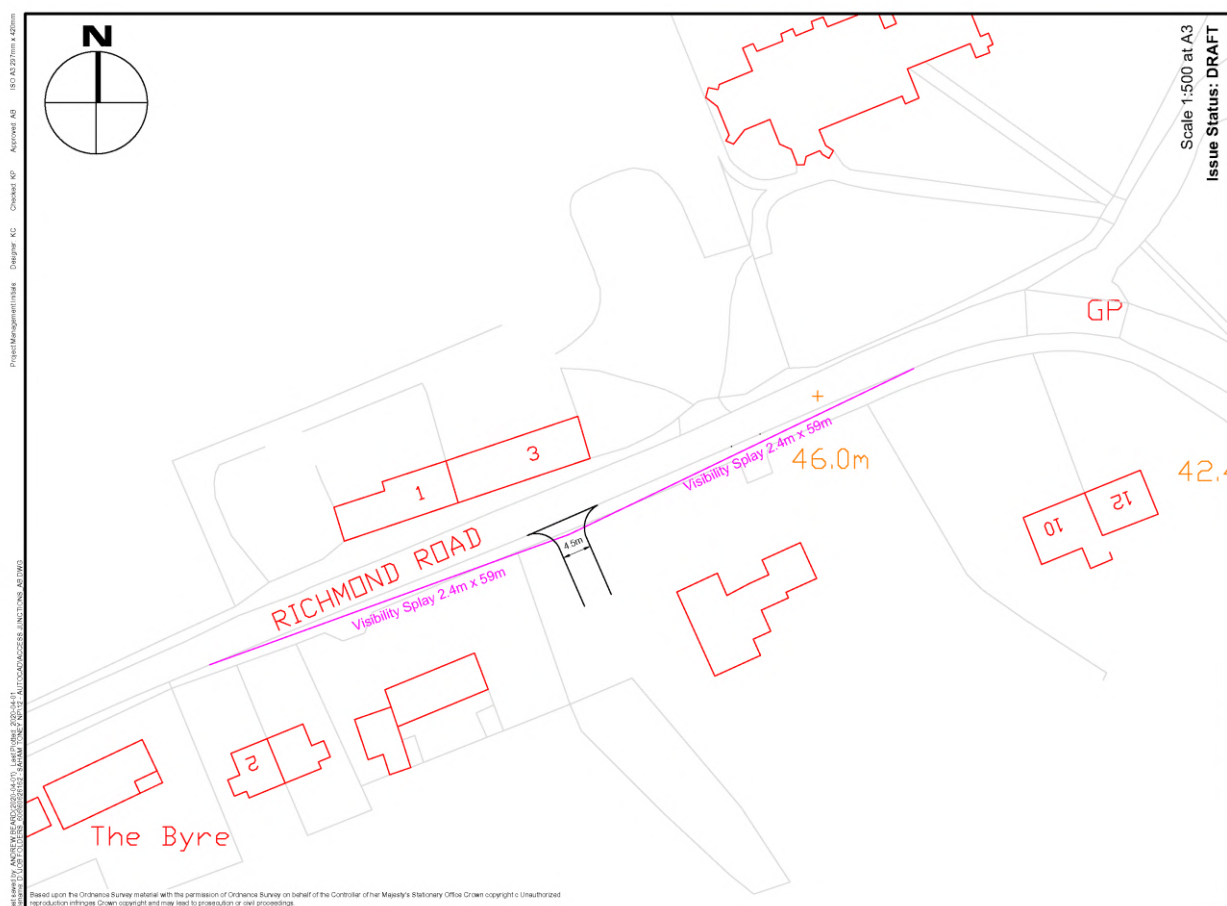 N
Scale 1:500 at A3
Issue Status: DRAFT
ISO A3 297mm x 420mm
Approved: AB
Checked: KP
Designer: KC
Project Management Initials:
GP
3
1
46.0m
42.4
Visibility Splay 2.4m x 59m
12
10
4.5m
RICHMOND ROAD
Visibility Splay 2.4m x 59m
2
The Byre
Based upon the Ordnance Survey material with the permission of Ordnance Survey on behalf of the Controller of her Majesty's Stationery Office Crown copyright c Unauthorized
reproduction infringes Crown copyright and may lead to prosecution or civil proceedings.